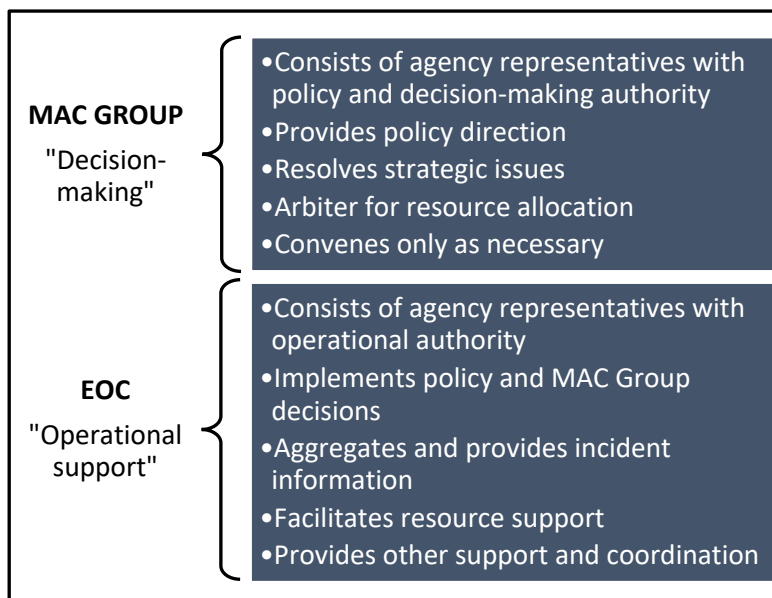 MAC GROUP
"Decision-
making"
•Consists of agency representatives with
policy and decision-making authority
•Provides policy direction
•Resolves strategic issues
•Arbiter for resource allocation
•Convenes only as necessary
EOC
"Operational
support"
•Consists of agency representatives with
operational authority
•Implements policy and MAC Group
decisions
•Aggregates and provides incident
information
•Facilitates resource support
•Provides other support and coordination